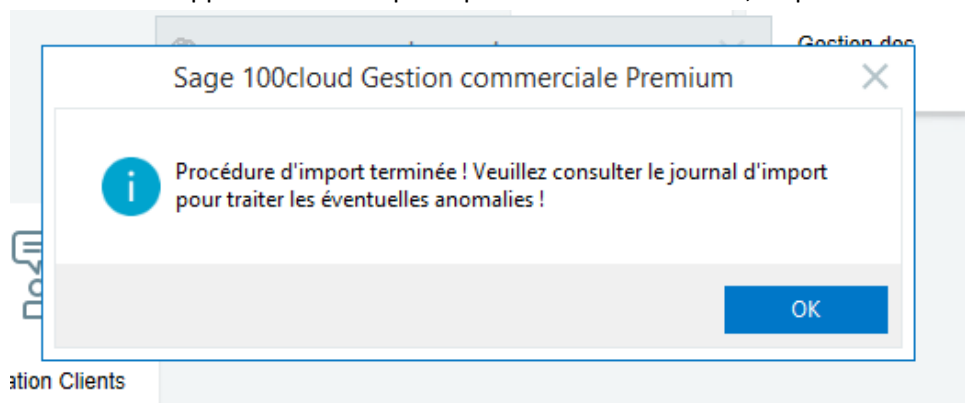 Gestion des
Sage 100cloud Gestion commerciale Premium
Procédure d'import terminée ! Veuillez consulter le journal d'import
pour traiter les éventuelles anomalies !
OK
ation Clients